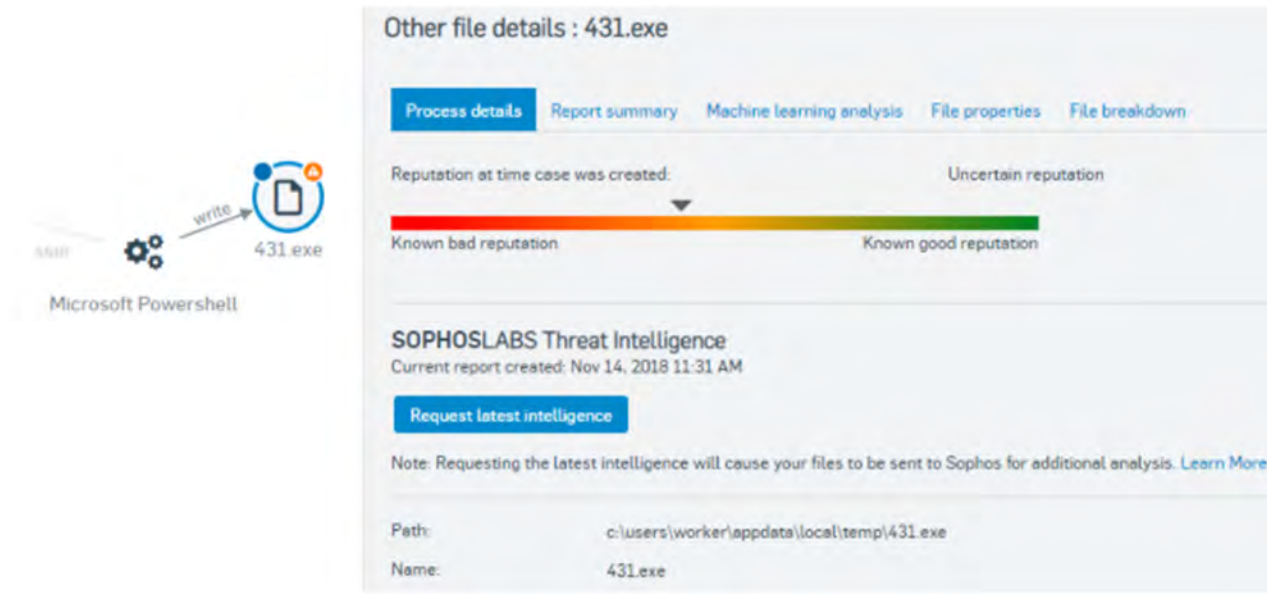 Other file details : 431.exe
Process details Report summary Machine learning analysis File properties File breakdown
Reputation at time case was created: Uncertain reputation
write
431.exe
Known bad reputation Known good reputation
Microsoft Powershell
SOPHOSLABS Threat Intelligence
Current report created: Nov 14, 2018 11:31 AM
Request latest intelligence
Note: Requesting the latest intelligence will cause your files to be sent to Sophos for additional analysis. Learn More
Path: c:\users\worker\appdata\local\temp\431.exe
Name: 431.exe